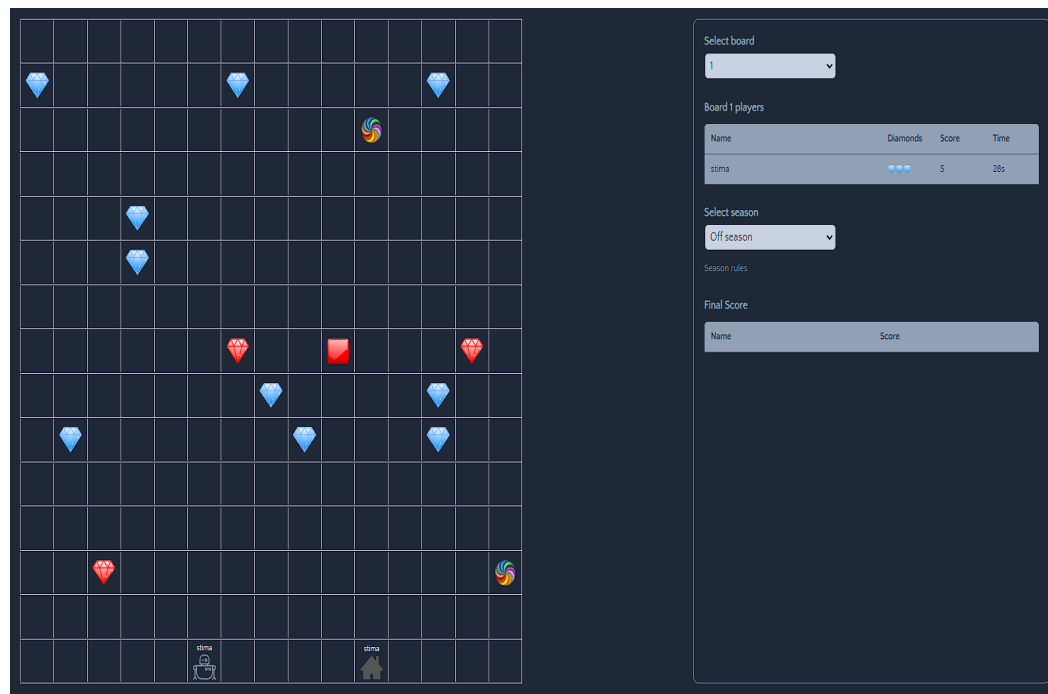 Select board
1
Board 1 players
Name Diamonds Score Time
stima 5 28s
Select season
Off season
Season rules
Final Score
Name Score
stima stima